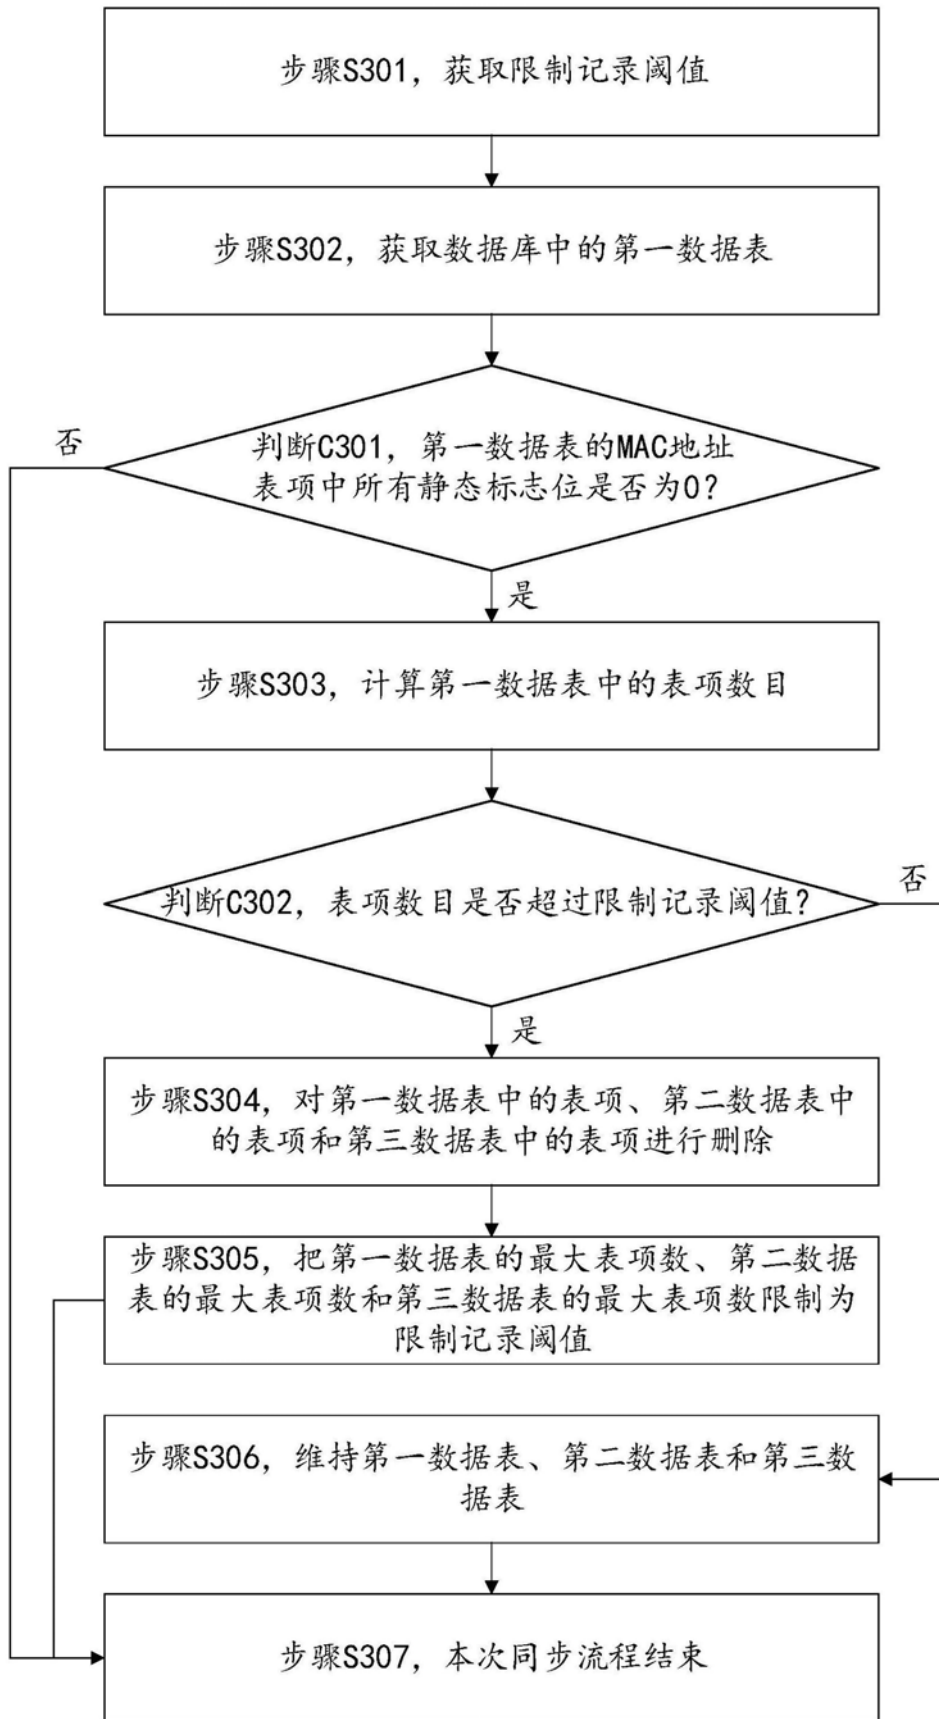 步骤S301，获取限制记录阈值
步骤S302，获取数据库中的第一数据表
否
判断C301，第一数据表的MAC地址
表项中所有静态标志位是否为0?
是
步骤S303，计算第一数据表中的表项数目
否
判断C302，表项数目是否超过限制记录阈值?
是
步骤S304，对第一数据表中的表项、第二数据表中
的表项和第三数据表中的表项进行删除
步骤S305，把第一数据表的最大表项数、第二数据
表的最大表项数和第三数据表的最大表项数限制为
限制记录阈值
步骤S306，维持第一数据表、第二数据表和第三数
据表
步骤S307，本次同步流程结束